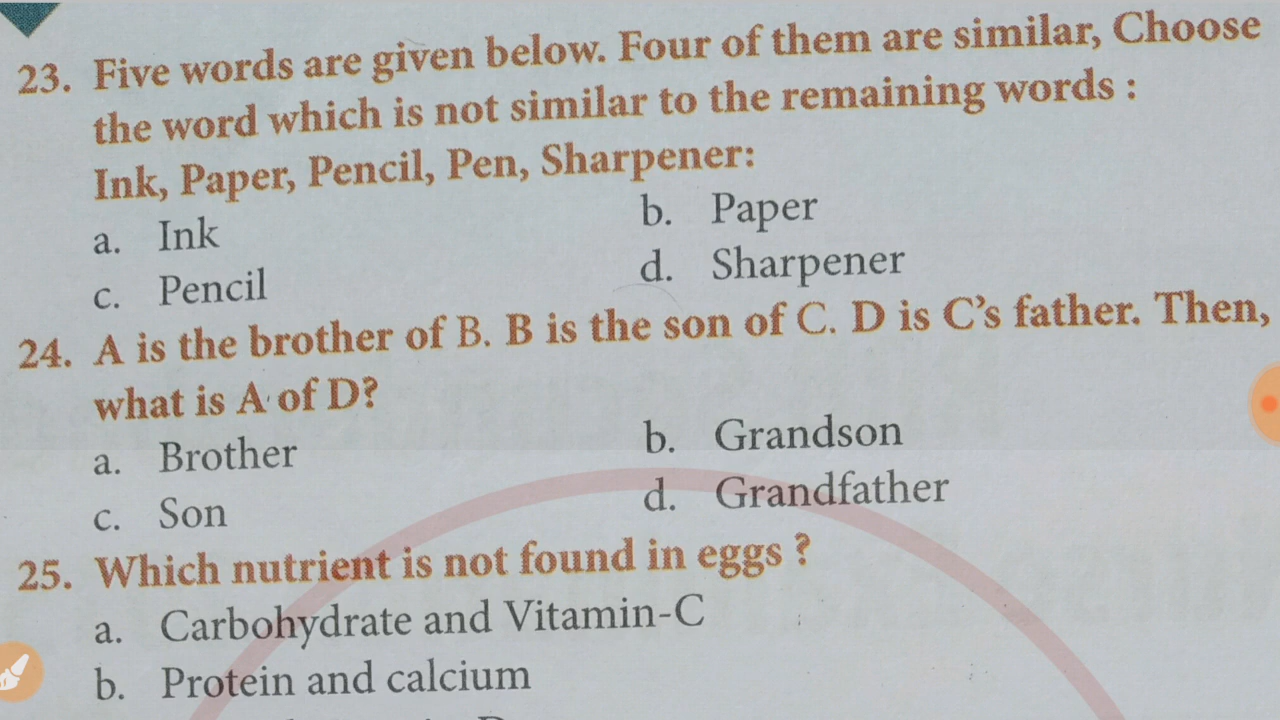 23. Five words are given below. Four of them are similar, Choose
the word which is not similar to the remaining words :
Ink, Paper, Pencil, Pen, Sharpener:
a. Ink
b. Paper
c. Pencil
d. Sharpener
24. A is the brother of B. B is the son of C. D is C's father. Then,
what is A of D?
a. Brother
b. Grandson
c. Son
d. Grandfather
25. Which nutrient is not found in eggs ?
a. Carbohydrate and Vitamin-C
b. Protein and calcium